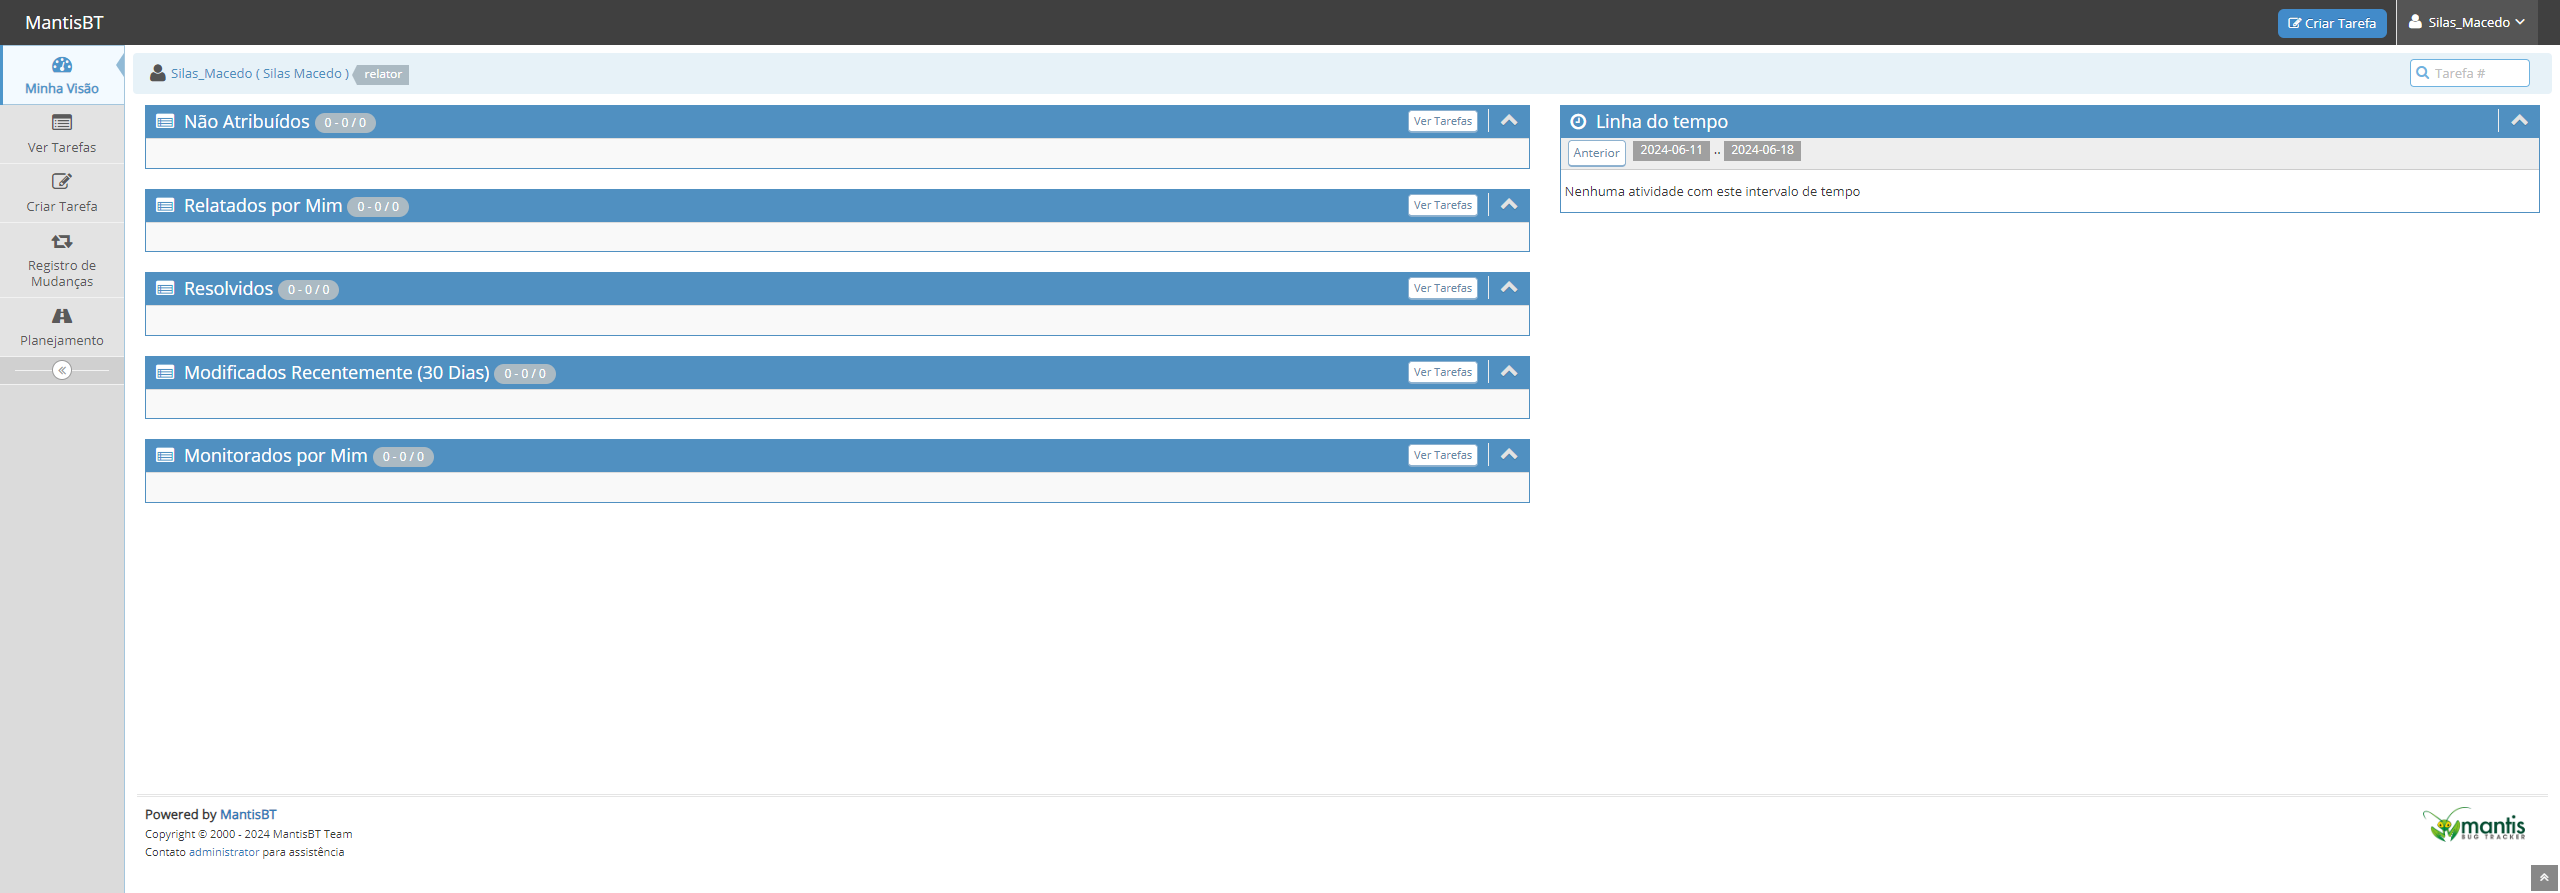 MantisBT
Criar Tarefa
Silas_Macedo
Minha Visão
Ver Tarefas
Criar Tarefa
Registro de
Mudanças
Planejamento
Silas_Macedo ( Silas Macedo ) relator
Tarefa #
Não Atribuídos 0 - 0 / 0 Ver Tarefas
Relatados por Mim 0 - 0 / 0 Ver Tarefas
Resolvidos 0 - 0 / 0 Ver Tarefas
Modificados Recentemente (30 Dias) 0 - 0 / 0 Ver Tarefas
Monitorados por Mim 0 - 0 / 0 Ver Tarefas
Linha do tempo
Anterior 2024-06-11 .. 2024-06-18
Nenhuma atividade com este intervalo de tempo
Powered by MantisBT
Copyright © 2000 - 2024 MantisBT Team
Contato administrator para assistência
mantis
BUG TRACKER